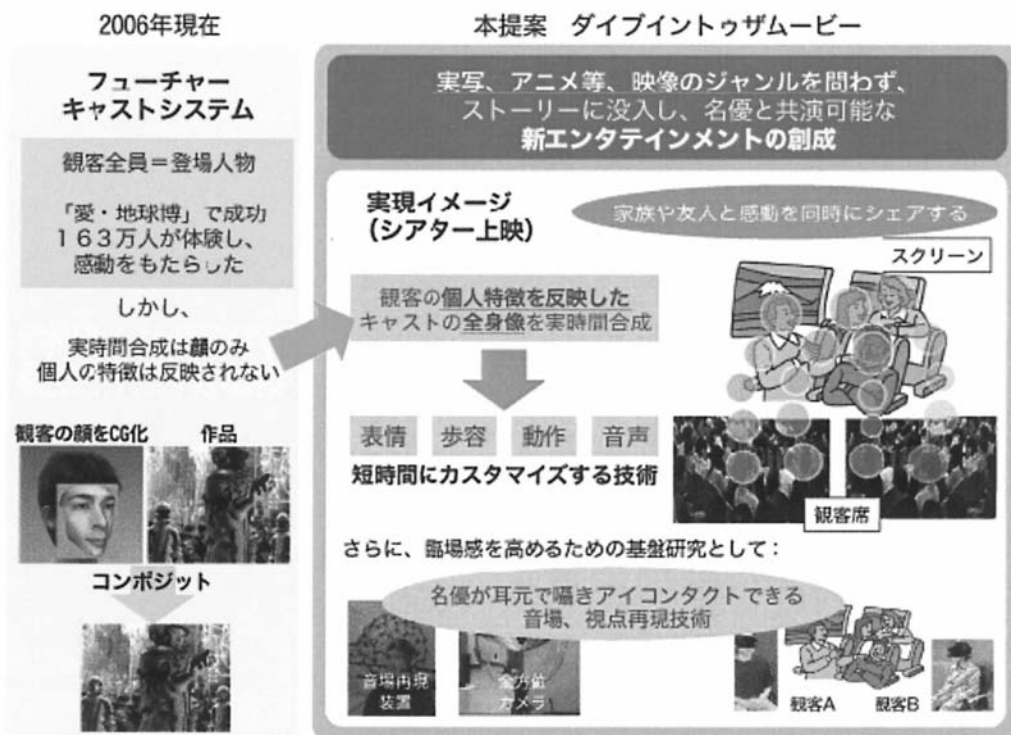 2006年現在
フューチャー
キャストシステム
観客全員＝登場人物
「愛・地球博」で成功
１６３万人が体験し、
感動をもたらした
しかし、
実時間合成は顔のみ
個人の特徴は反映されない
観客の顔をCG化
作品
コンポジット
本提案　ダイブイントゥザムービー
実写、アニメ等、映像のジャンルを問わず、
ストーリーに没入し、名優と共演可能な
新エンタテインメントの創成
実現イメージ
（シアター上映）
家族や友人と感動を同時にシェアする
スクリーン
観客の個人特徴を反映した
キャストの全身像を実時間合成
表情
歩容
動作
音声
短時間にカスタマイズする技術
観客席
さらに、臨場感を高めるための基盤研究として：
名優が耳元で囁きアイコンタクトできる
音場、視点再現技術
音場再現
装置
全方位
カメラ
観客A
観客B